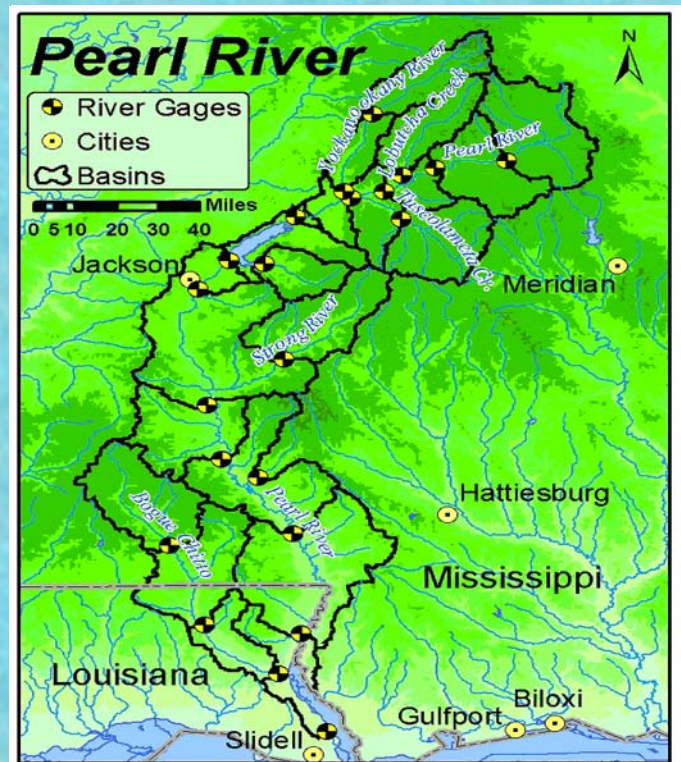 Pearl River
N
River Gages
Cities
Basins
Miles
0 5 10 20 30 40
Yockanookany River
Lobutcha Creek
Pearl River
Tuscolameta Cr.
Jackson
Meridian
Strong River
Hattiesburg
Pearl River
Bogue Chitto
Mississippi
Louisiana
Biloxi
Gulfport
Slidell